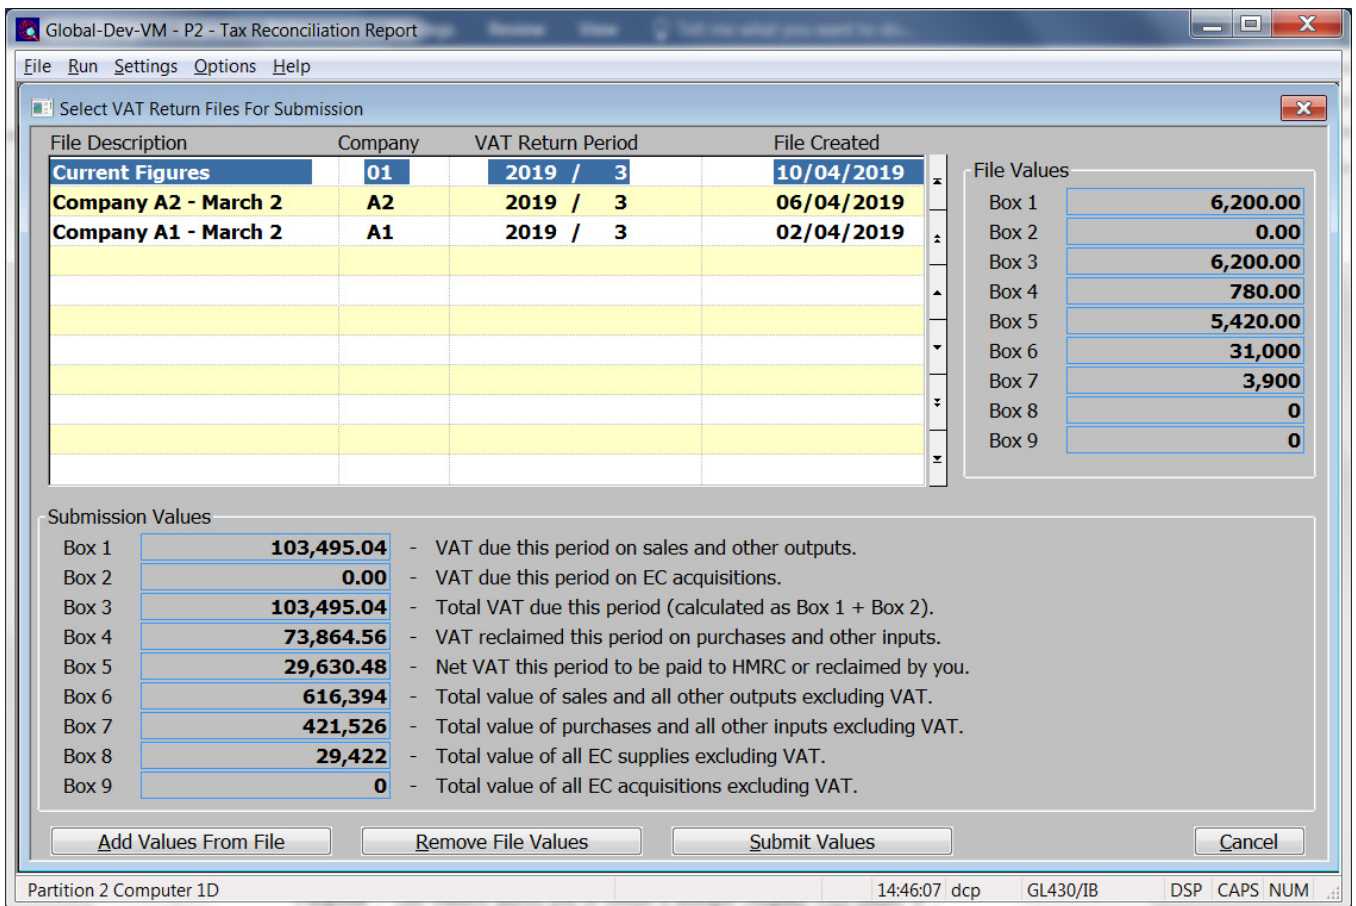 Global-Dev-VM - P2 - Tax Reconciliation Report
Review View Tell me what you want to do...
File Run Settings Options Help
Select VAT Return Files For Submission
File Description Company VAT Return Period File Created
Current Figures 01 2019 / 3 10/04/2019
Company A2 - March 2 A2 2019 / 3 06/04/2019
Company A1 - March 2 A1 2019 / 3 02/04/2019
File Values
Box 1 6,200.00
Box 2 0.00
Box 3 6,200.00
Box 4 780.00
Box 5 5,420.00
Box 6 31,000
Box 7 3,900
Box 8 0
Box 9 0
Submission Values
Box 1 103,495.04 - VAT due this period on sales and other outputs.
Box 2 0.00 - VAT due this period on EC acquisitions.
Box 3 103,495.04 - Total VAT due this period (calculated as Box 1 + Box 2).
Box 4 73,864.56 - VAT reclaimed this period on purchases and other inputs.
Box 5 29,630.48 - Net VAT this period to be paid to HMRC or reclaimed by you.
Box 6 616,394 - Total value of sales and all other outputs excluding VAT.
Box 7 421,526 - Total value of purchases and all other inputs excluding VAT.
Box 8 29,422 - Total value of all EC supplies excluding VAT.
Box 9 0 - Total value of all EC acquisitions excluding VAT.
Add Values From File Remove File Values Submit Values Cancel
Partition 2 Computer 1D 14:46:07 dcp GL430/IB DSP CAPS NUM